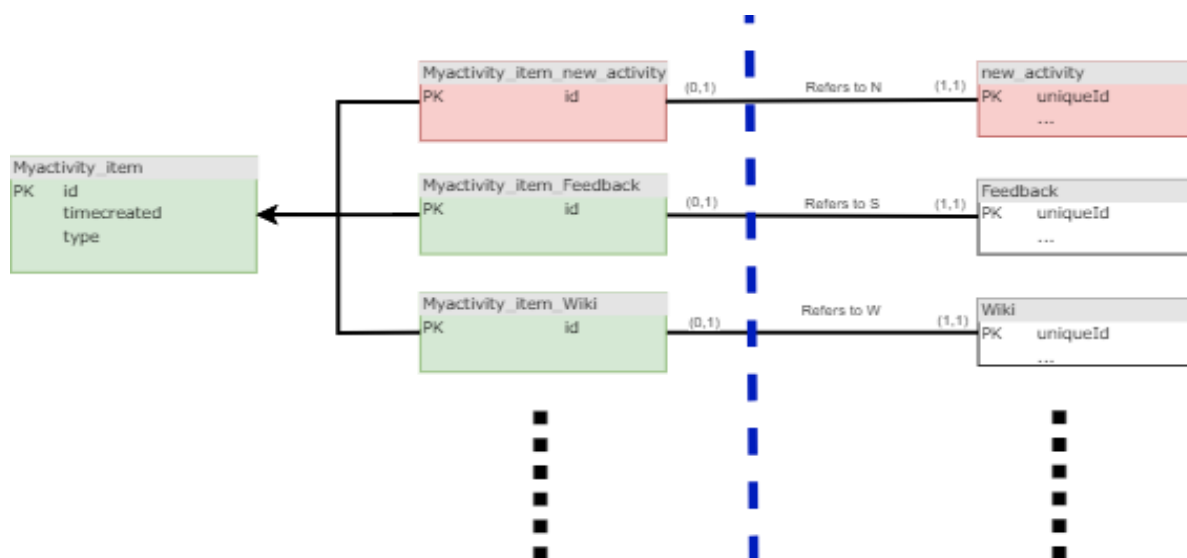 Myactivity_item
PK id
timecreated
type
Myactivity_item_new_activity
PK id
(0,1) Refers to N (1,1)
new_activity
PK uniqueId
...
Myactivity_item_Feedback
PK id
(0,1) Refers to S (1,1)
Feedback
PK uniqueId
...
Myactivity_item_Wiki
PK id
(0,1) Refers to W (1,1)
Wiki
PK uniqueId
...